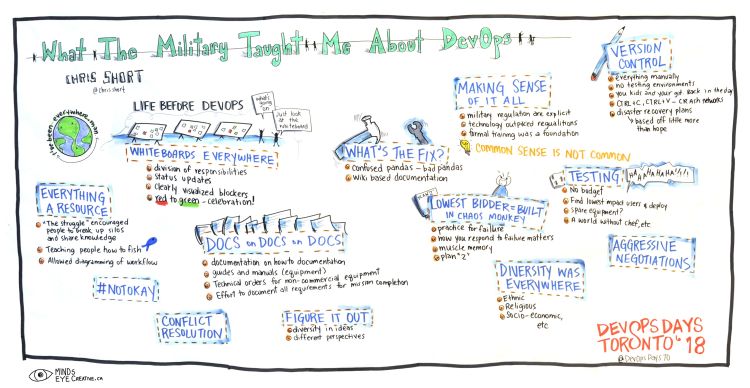 What The Military Taught Me About DevOps
CHRIS SHORT
@chrisshort
i've been everywhere, man
LIFE BEFORE DEVOPS
what's going on
Just look at the whiteboard
WHITEBOARDS EVERYWHERE
division of responsibilities
status updates
Clearly visualized blockers
red to green - celebration!
EVERYTHING
A RESOURCE!
"The struggle" encouraged
people to break up silos
and share knowledge
Teaching people how to fish
Allowed diagramming of workflow
#NOTOKAY
DOCS on DOCS on DOCS
documentation on how to documentation
guides and manuals (equipment)
Technical orders for non-commercial equipment
Effort to document all requirements for mission completion
CONFLICT
RESOLUTION
FIGURE IT OUT
diversity in ideas
different perspectives
WHAT'S THE FIX?
confused pandas - bad pandas
Wiki based documentation
MAKING SENSE
OF IT ALL
military regulation are explicit
technology outpaced regulations
formal training was a foundation
COMMON SENSE IS NOT COMMON
LOWEST BIDDER = BUILT
IN CHAOS MONKEY
practice for failure
how you respond to failure matters
muscle memory
plan "z"
DIVERSITY WAS
EVERYWHERE
Ethnic
Religious
Socio-economic,
etc
VERSION
CONTROL
everything manually
no testing environments
you kids and your git. Back in the day
CTRL+C, CTRL+V - CRASH networks
disaster recovery plans
based off little more
than hope
TESTING
HAHAHAHAHA!!!
No budget
Find lowest impact users & deploy
spare equipment?
A world without chef, etc
AGGRESSIVE
NEGOTIATIONS
DEVOPSDAYS
TORONTO '18
@DevOpsDaysTO
MINDS
EYE CREATIVE.CA